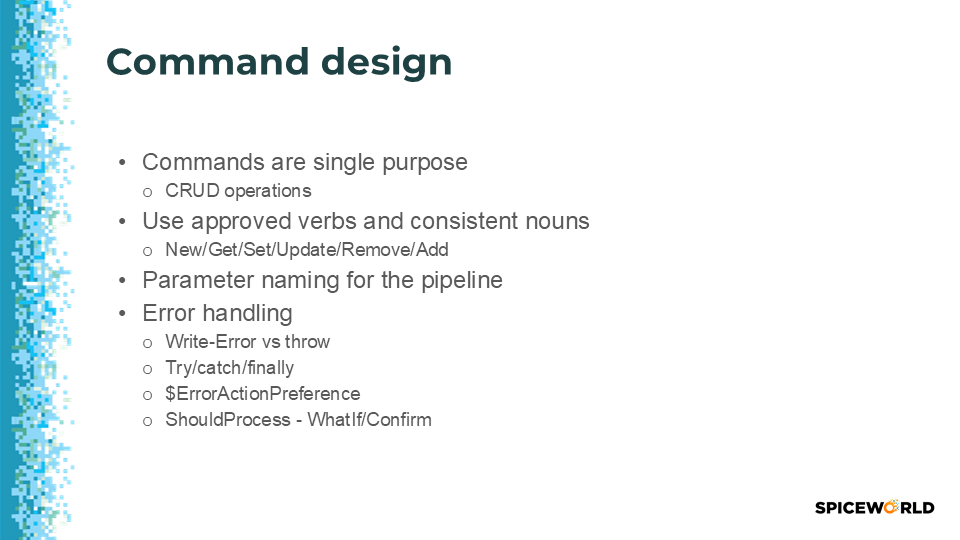 Command design
• Commands are single purpose
o CRUD operations
• Use approved verbs and consistent nouns
o New/Get/Set/Update/Remove/Add
• Parameter naming for the pipeline
• Error handling
o Write-Error vs throw
o Try/catch/finally
o $ErrorActionPreference
o ShouldProcess - WhatIf/Confirm
SPICEWORLD